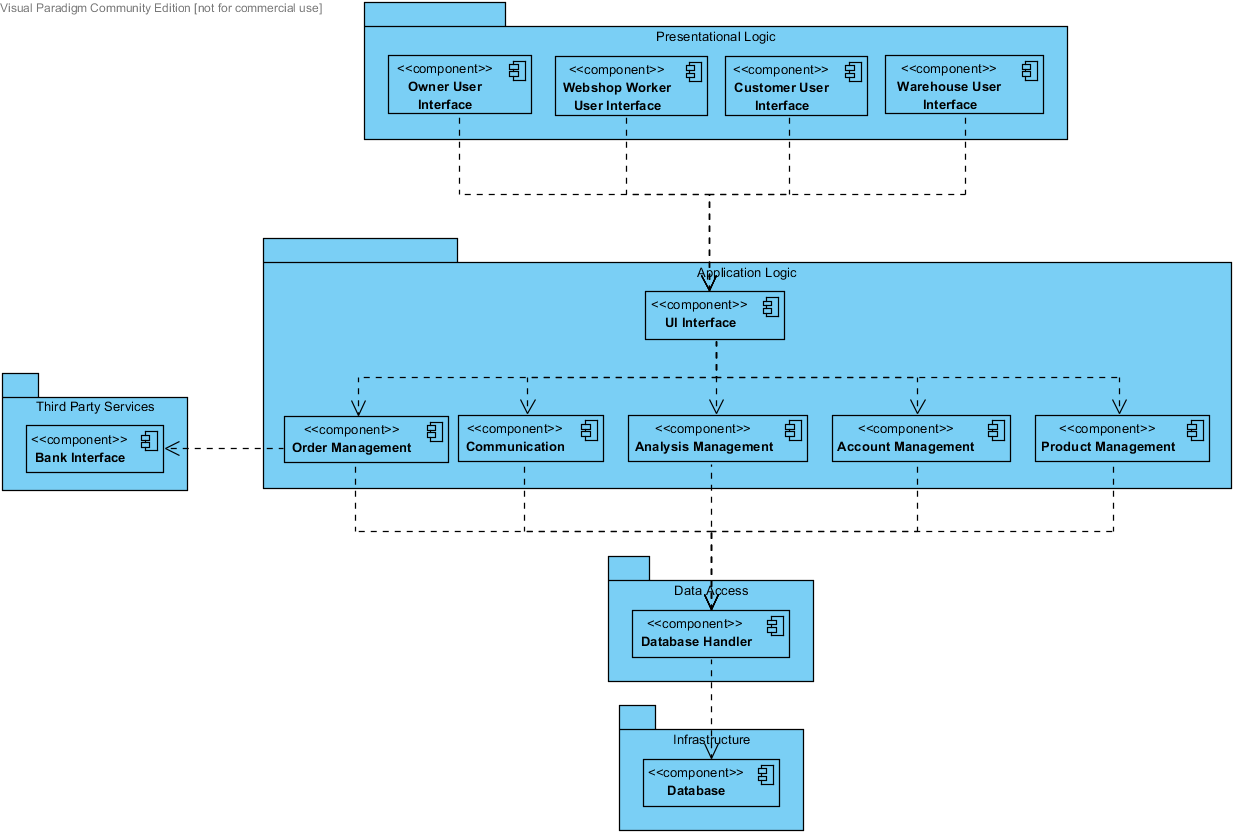 Visual Paradigm Community Edition [not for commercial use]
Presentational Logic
<<component>>
Owner User
Interface
<<component>>
Webshop Worker
User Interface
<<component>>
Customer User
Interface
<<component>>
Warehouse User
Interface
Application Logic
<<component>>
UI Interface
Third Party Services
<<component>>
Bank Interface
<<component>>
Order Management
<<component>>
Communication
<<component>>
Analysis Management
<<component>>
Account Management
<<component>>
Product Management
Data Access
<<component>>
Database Handler
Infrastructure
<<component>>
Database